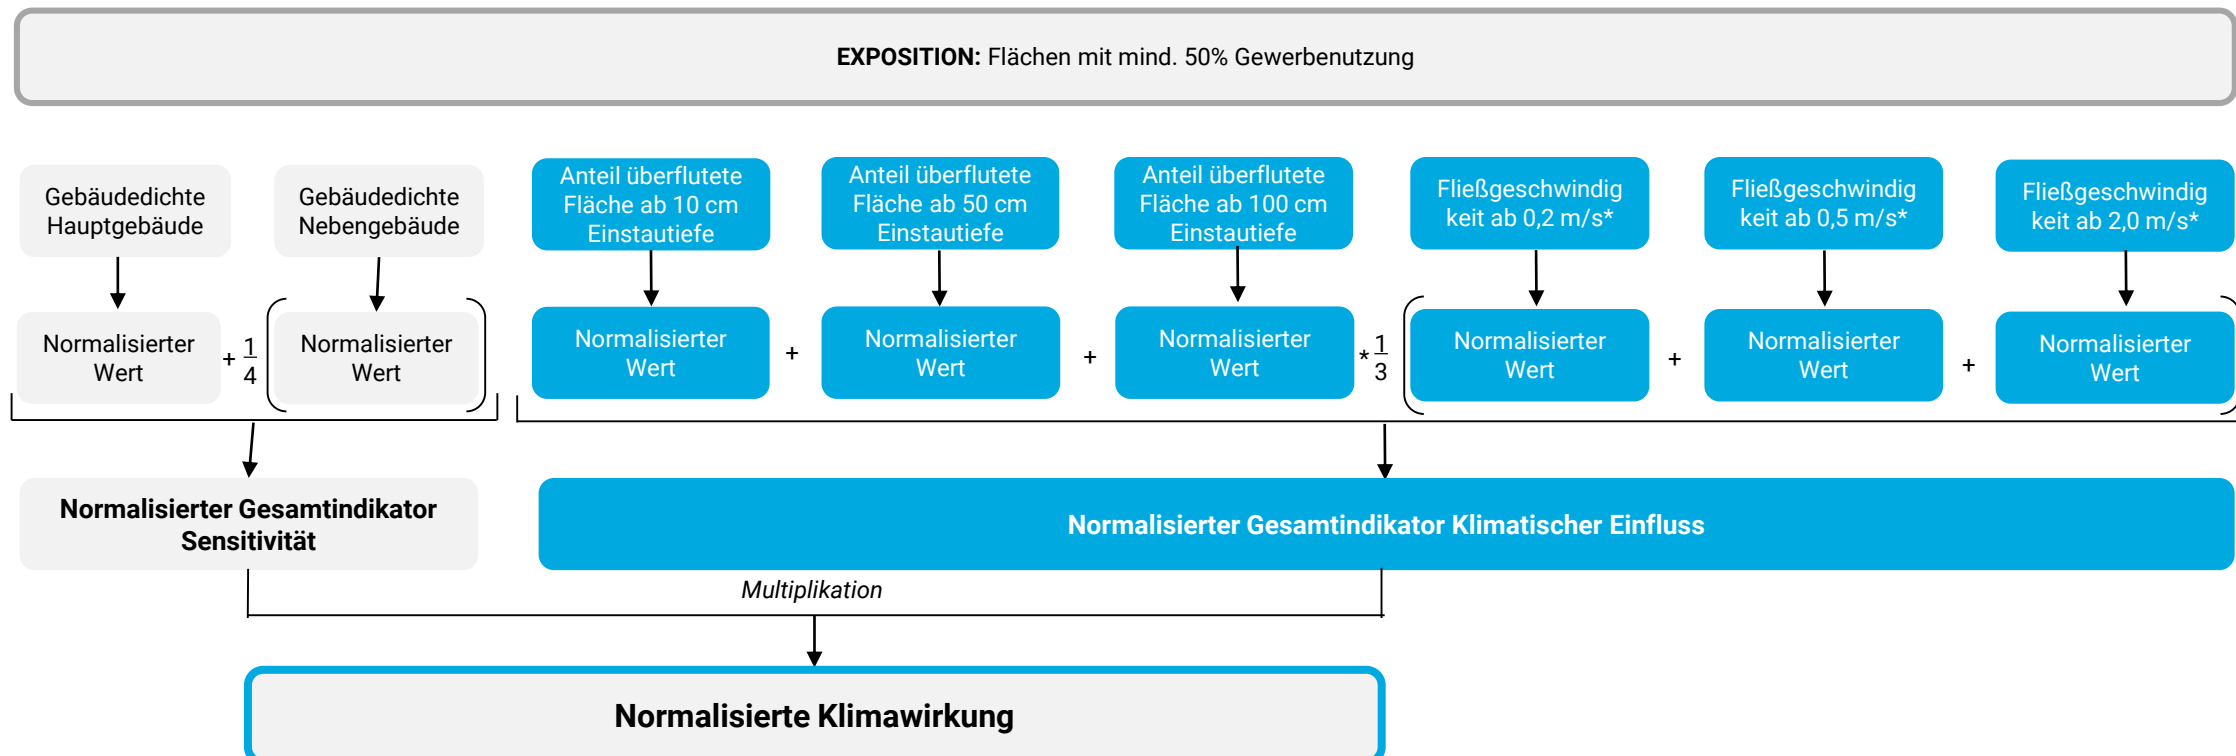 EXPOSITION: Flächen mit mind. 50% Gewerbenutzung
Gebäudedichte
Hauptgebäude
Gebäudedichte
Nebengebäude
Anteil überflutete
Fläche ab 10 cm
Einstautiefe
Anteil überflutete
Fläche ab 50 cm
Einstautiefe
Anteil überflutete
Fläche ab 100 cm
Einstautiefe
Fließgeschwindig
keit ab 0,2 m/s*
Fließgeschwindig
keit ab 0,5 m/s*
Fließgeschwindig
keit ab 2,0 m/s*
Normalisierter
Wert
+ 1/4
Normalisierter
Wert
Normalisierter
Wert
+
Normalisierter
Wert
+
Normalisierter
Wert
* 1/3
Normalisierter
Wert
+
Normalisierter
Wert
+
Normalisierter
Wert
Normalisierter Gesamtindikator
Sensitivität
Normalisierter Gesamtindikator Klimatischer Einfluss
Multiplikation
Normalisierte Klimawirkung